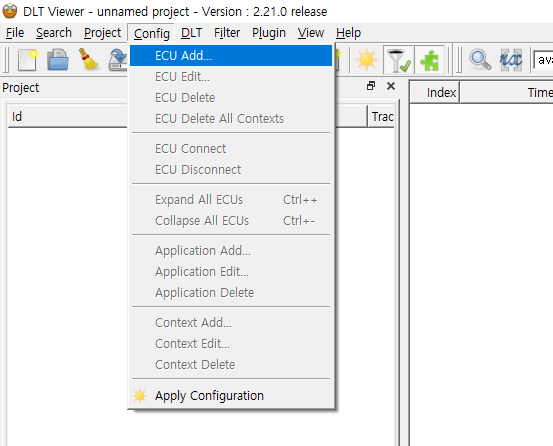 DLT Viewer - unnamed project - Version : 2.21.0 release
File Search Project Config DLT Filter Plugin View Help
Project
Id
Trac
Index
Time
ava
ECU Add...
ECU Edit...
ECU Delete
ECU Delete All Contexts
ECU Connect
ECU Disconnect
Expand All ECUs Ctrl++
Collapse All ECUs Ctrl+-
Application Add...
Application Edit...
Application Delete
Context Add...
Context Edit...
Context Delete
Apply Configuration